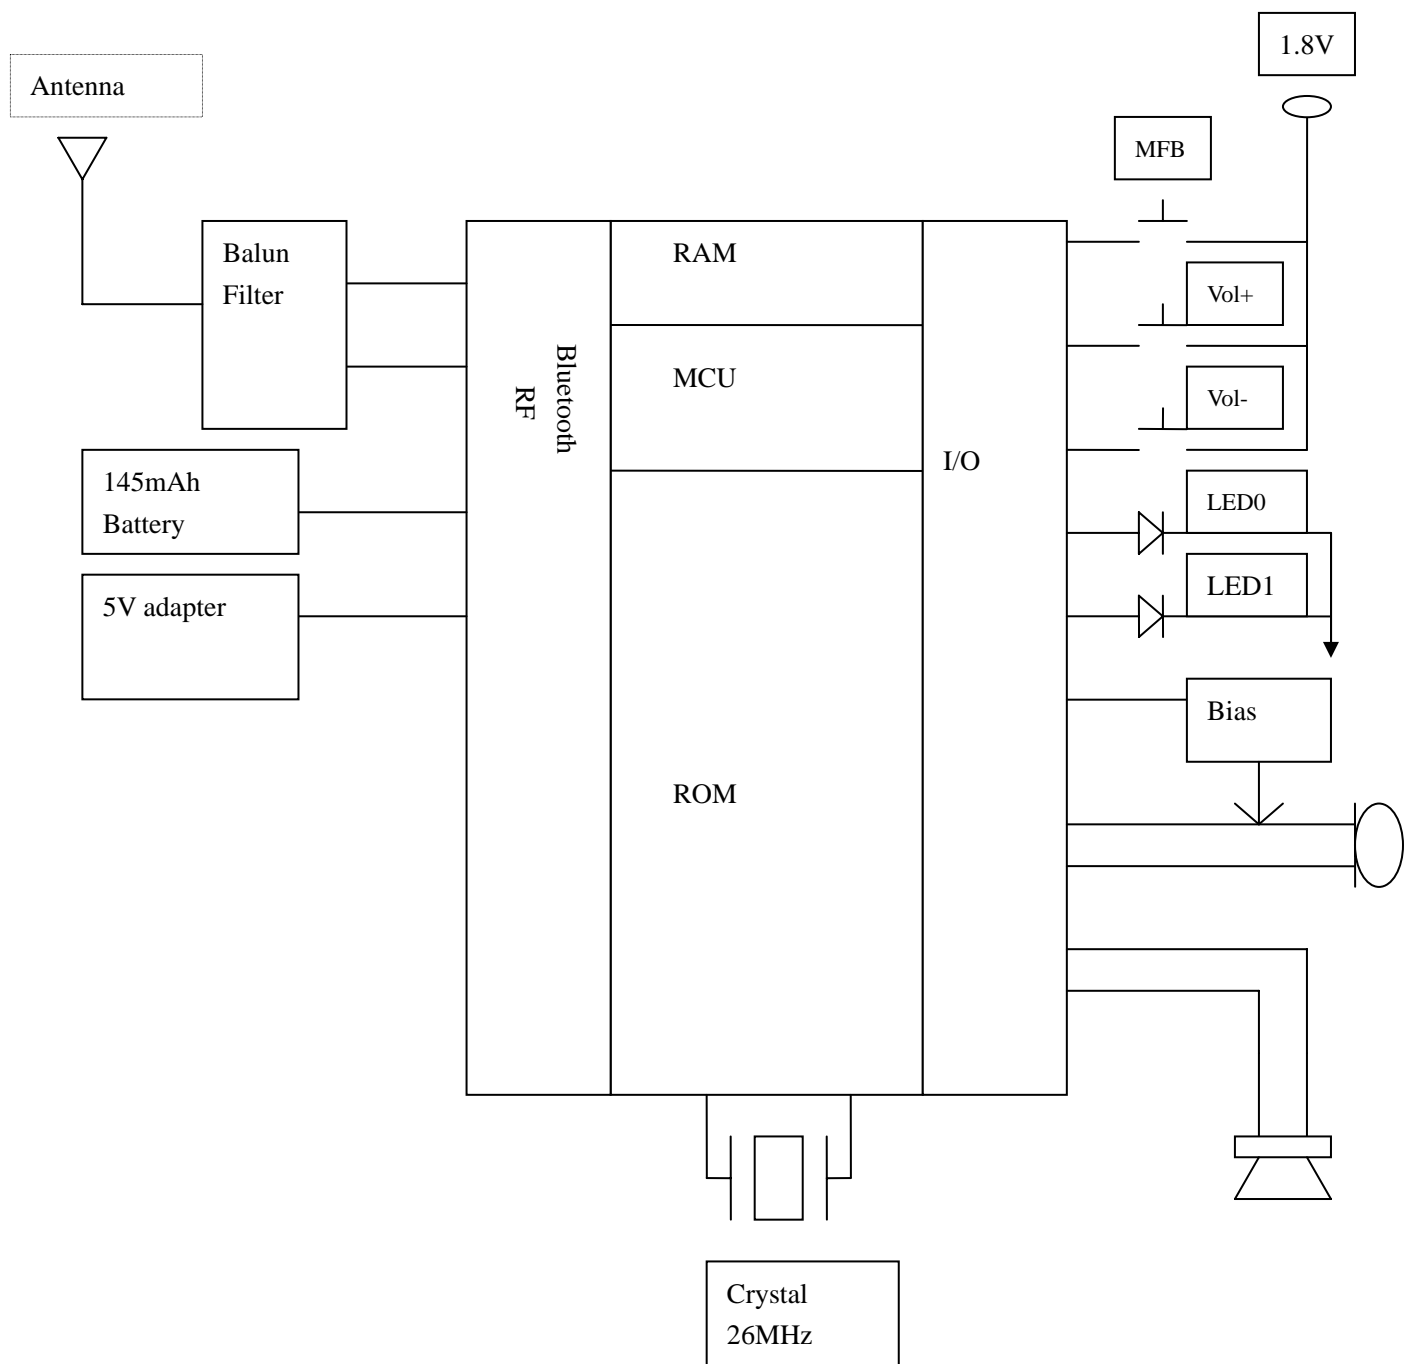 1.8V
Antenna
MFB
Balun
Filter
RAM
Vol+
Bluetooth
RF
MCU
Vol-
I/O
145mAh
Battery
LED0
5V adapter
LED1
Bias
ROM
Crystal
26MHz